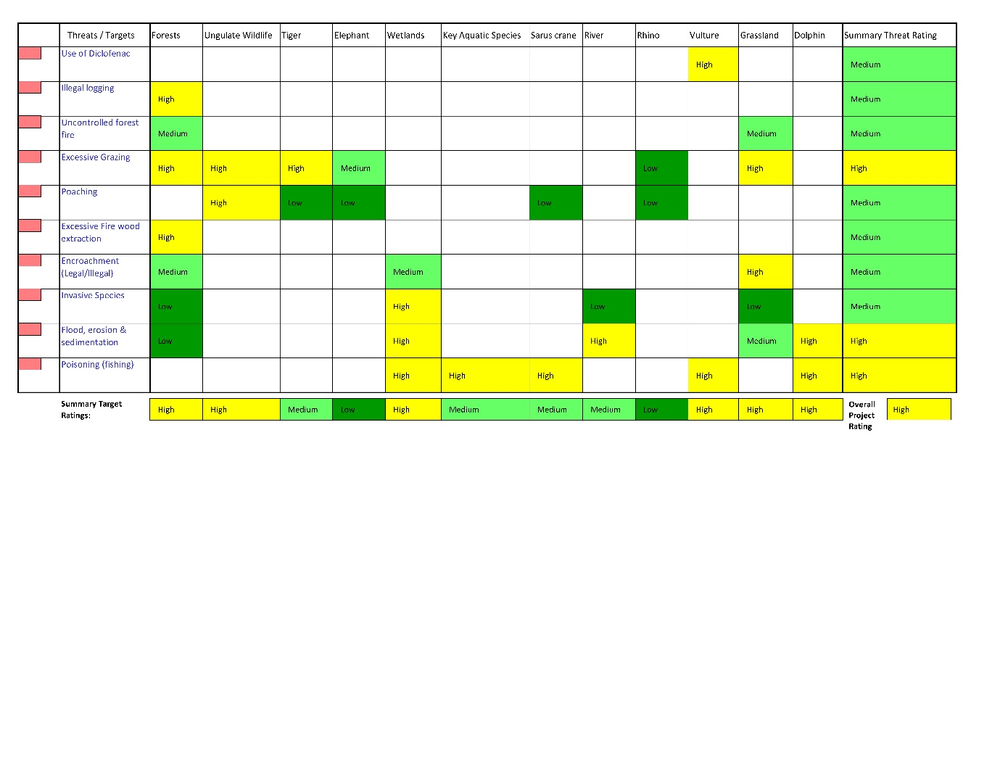 Threats / Targets Forests Ungulate Wildlife Tiger Elephant Wetlands Key Aquatic Species Sarus crane River Rhino Vulture Grassland Dolphin Summary Threat Rating
Use of Diclofenac
High Medium
Illegal logging
High Medium
Uncontrolled forest
fire
Medium Medium Medium
Excessive Grazing
High High High Medium Low High High
Poaching
High Low Low Low Low Medium
Excessive Fire wood
extraction
High Medium
Encroachment
(Legal/Illegal)
Medium Medium High Medium
Invasive Species
Low High Low Low Medium
Flood, erosion &
sedimentation
Low High High Medium High High
Poisoning (fishing)
High High High High High High
Summary Target
Ratings:
High High Medium Low High Medium Medium Medium Low High High High
Overall
Project
Rating
High